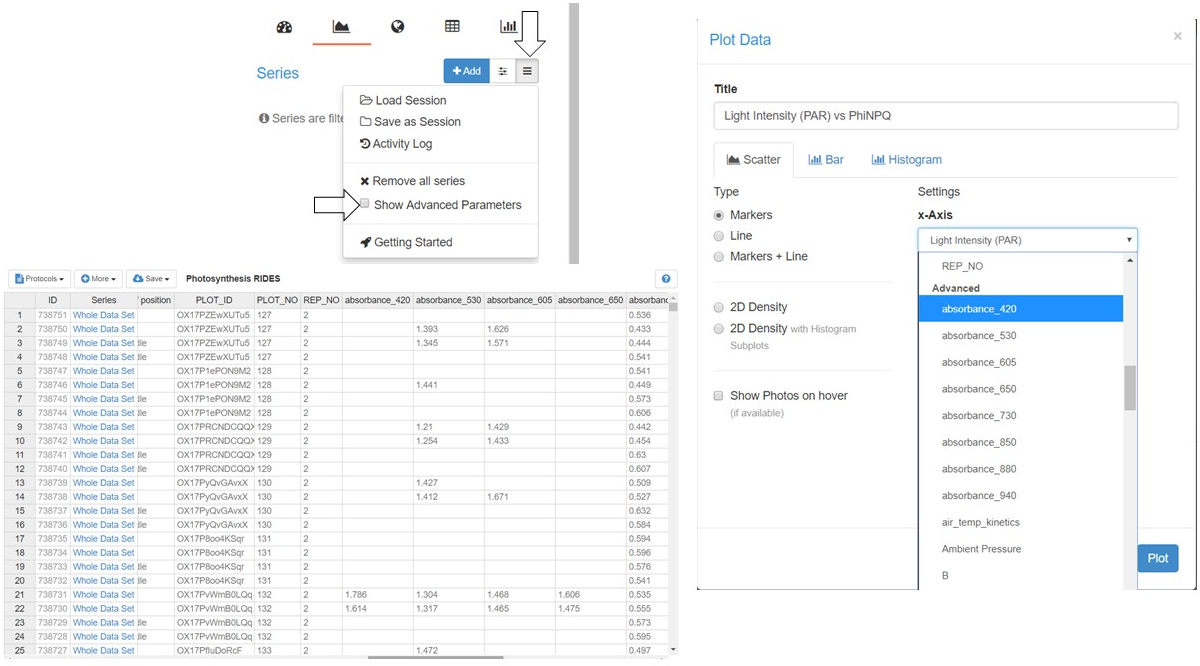 Series
Add
Series are filte
Load Session
Save as Session
Activity Log
Remove all series
Show Advanced Parameters
Getting Started
Protocols More Save Photosynthesis RIDES
ID Series position PLOT_ID PLOT_NO REP_NO absorbance_420 absorbance_530 absorbance_605 absorbance_650 absorbanc
1 738751 Whole Data Set OX17PZEwXUTu5 127 2 0.536
2 738750 Whole Data Set OX17PZEwXUTu5 127 2 1.393 1.626 0.433
3 738749 Whole Data Set lle OX17PZEwXUTu5 127 2 1.345 1.571 0.444
4 738748 Whole Data Set lle OX17PZEwXUTu5 127 2 0.541
5 738747 Whole Data Set OX17P1ePON9M2 128 2 0.541
6 738746 Whole Data Set OX17P1ePON9M2 128 2 1.441 0.449
7 738745 Whole Data Set lle OX17P1ePON9M2 128 2 0.573
8 738744 Whole Data Set lle OX17P1ePON9M2 128 2 0.606
9 738743 Whole Data Set OX17PRCNDCQQX 129 2 1.21 1.429 0.442
10 738742 Whole Data Set OX17PRCNDCQQX 129 2 1.254 1.433 0.454
11 738741 Whole Data Set lle OX17PRCNDCQQX 129 2 0.63
12 738740 Whole Data Set lle OX17PRCNDCQQX 129 2 0.607
13 738739 Whole Data Set OX17PyQvGAvxX 130 2 1.427 0.509
14 738738 Whole Data Set OX17PyQvGAvxX 130 2 1.412 1.671 0.527
15 738737 Whole Data Set lle OX17PyQvGAvxX 130 2 0.632
16 738736 Whole Data Set lle OX17PyQvGAvxX 130 2 0.584
17 738735 Whole Data Set OX17P8oo4KSqr 131 2 0.594
18 738734 Whole Data Set OX17P8oo4KSqr 131 2 0.596
19 738733 Whole Data Set lle OX17P8oo4KSqr 131 2 0.576
20 738732 Whole Data Set lle OX17P8oo4KSqr 131 2 0.541
21 738731 Whole Data Set OX17PvWmB0LQq 132 2 1.786 1.304 1.468 1.606 0.535
22 738730 Whole Data Set OX17PvWmB0LQq 132 2 1.614 1.317 1.465 1.475 0.555
23 738729 Whole Data Set lle OX17PvWmB0LQq 132 2 0.573
24 738728 Whole Data Set lle OX17PvWmB0LQq 132 2 0.595
25 738727 Whole Data Set OX17PfluDoRcF 133 2 1.472 0.497
Plot Data
Title
Light Intensity (PAR) vs PhiNPQ
Scatter Bar Histogram
Type
Markers
Line
Markers + Line
2D Density
2D Density with Histogram
Subplots
Show Photos on hover
(if available)
Settings
x-Axis
Light Intensity (PAR)
REP_NO
Advanced
absorbance_420
absorbance_530
absorbance_605
absorbance_650
absorbance_730
absorbance_850
absorbance_880
absorbance_940
air_temp_kinetics
Ambient Pressure
B
Plot